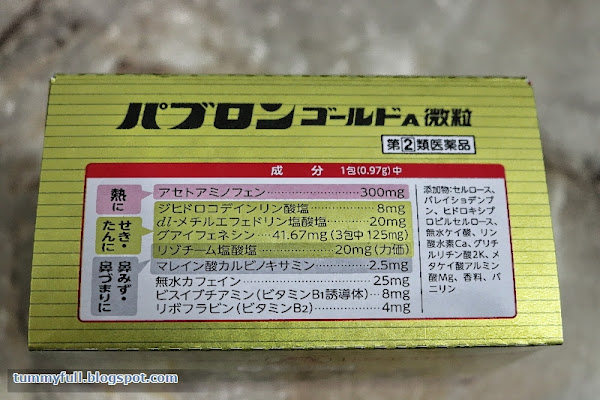 パブロンゴールドA微粒
指②類医薬品
成分 1包(0.97g)中
熱に
アセトアミノフェン 300mg
せき・たんに
ジヒドロコデインリン酸塩 8mg
dl-メチルエフェドリン塩酸塩 20mg
グアイフェネシン 41.67mg (3包中125mg)
リゾチーム塩酸塩 20mg(力価)
鼻みず・鼻づまりに
マレイン酸カルビノキサミン 2.5mg
無水カフェイン 25mg
ビスイブチアミン(ビタミンB1誘導体) 8mg
リボフラビン(ビタミンB2) 4mg
添加物:セルロース、
バレイショデンプ
ン、ヒドロキシプ
ロピルセルロース、
無水ケイ酸、リン
酸水素Ca、グリチ
ルリチン酸2K、メ
タケイ酸アルミン
酸Mg、香料、バ
ニリン
tummyfull.blogspot.com